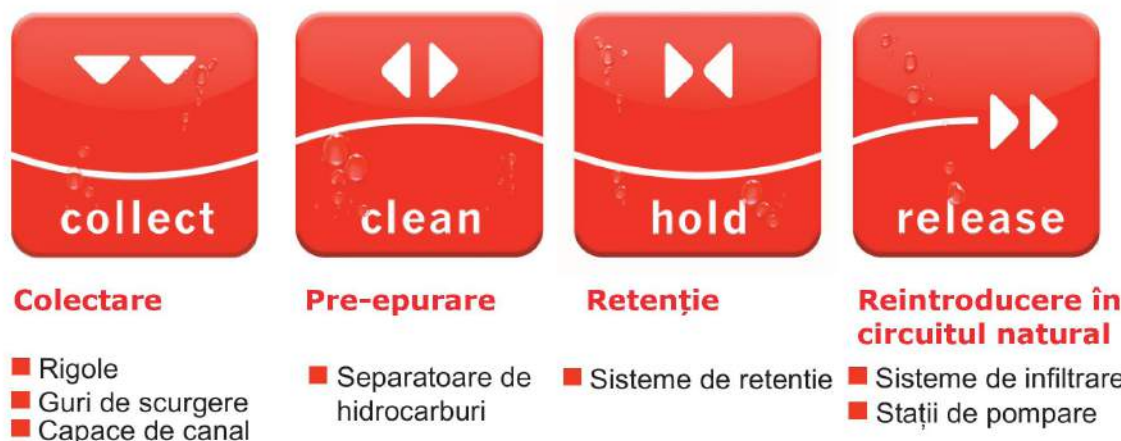 collect
clean
hold
release
Colectare
Rigole
Guri de scurgere
Capace de canal
Pre-epurare
Separatoare de
hidrocarburi
Retenție
Sisteme de retentie
Reintroducere în
circuitul natural
Sisteme de infiltrare
Stații de pompare